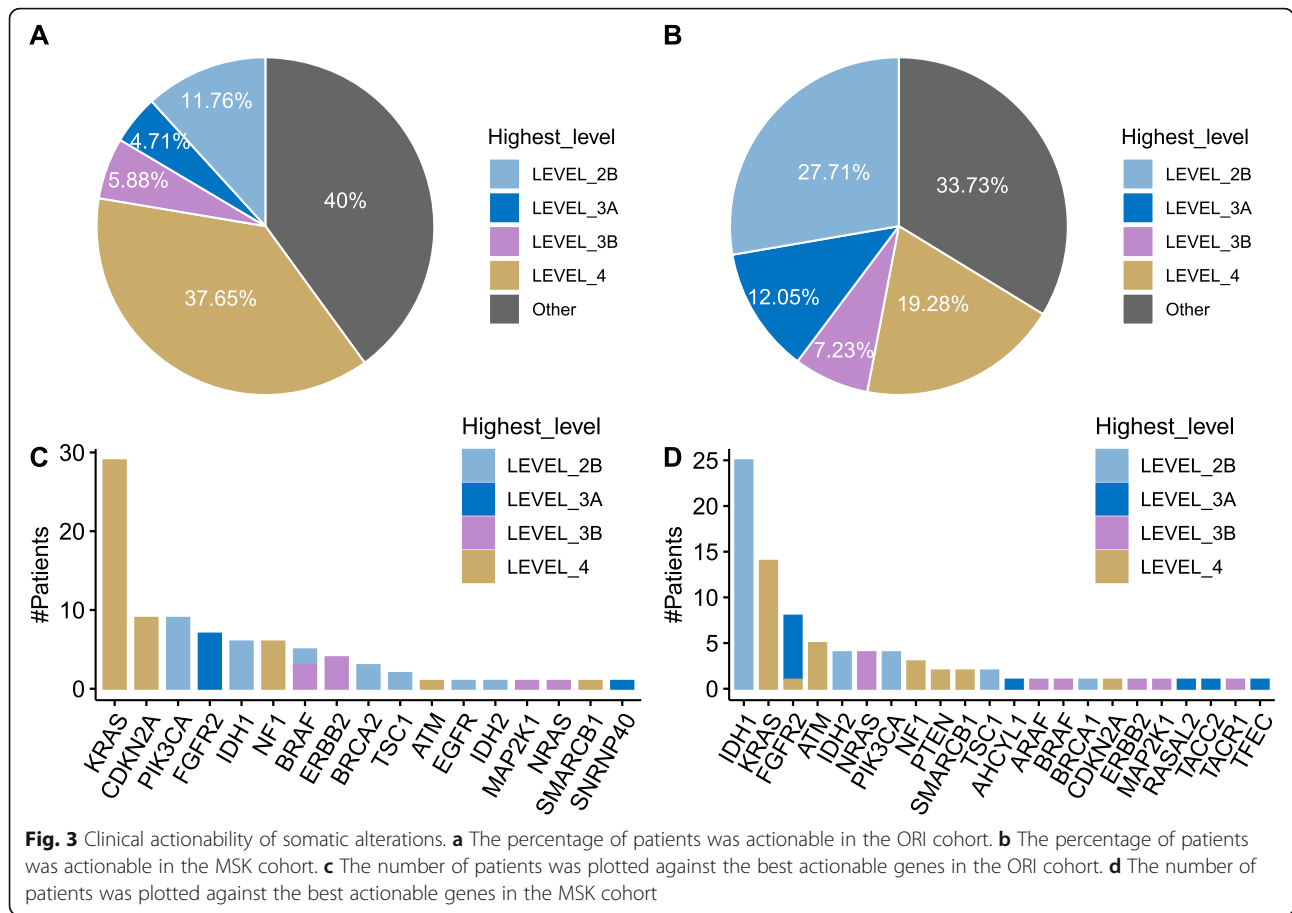 A
11.76%
4.71%
5.88%
37.65%
40%
Highest_level
LEVEL_2B
LEVEL_3A
LEVEL_3B
LEVEL_4
Other
B
27.71%
12.05%
7.23%
19.28%
33.73%
Highest_level
LEVEL_2B
LEVEL_3A
LEVEL_3B
LEVEL_4
Other
C
#Patients
30
20
10
0
KRAS
CDKN2A
PIK3CA
FGFR2
IDH1
NF1
BRAF
ERBB2
BRCA2
TSC1
ATM
EGFR
IDH2
MAP2K1
NRAS
SMARCB1
SNRNP40
Highest_level
LEVEL_2B
LEVEL_3A
LEVEL_3B
LEVEL_4
D
#Patients
25
20
15
10
5
0
IDH1
KRAS
FGFR2
ATM
IDH2
NRAS
PIK3CA
NF1
PTEN
SMARCB1
TSC1
AHCYL1
ARAF
BRAF
BRCA1
CDKN2A
ERBB2
MAP2K1
RASAL2
TACC2
TACR1
TFEC
Highest_level
LEVEL_2B
LEVEL_3A
LEVEL_3B
LEVEL_4
Fig. 3 Clinical actionability of somatic alterations. a The percentage of patients was actionable in the ORI cohort. b The percentage of patients
was actionable in the MSK cohort. c The number of patients was plotted against the best actionable genes in the ORI cohort. d The number of
patients was plotted against the best actionable genes in the MSK cohort